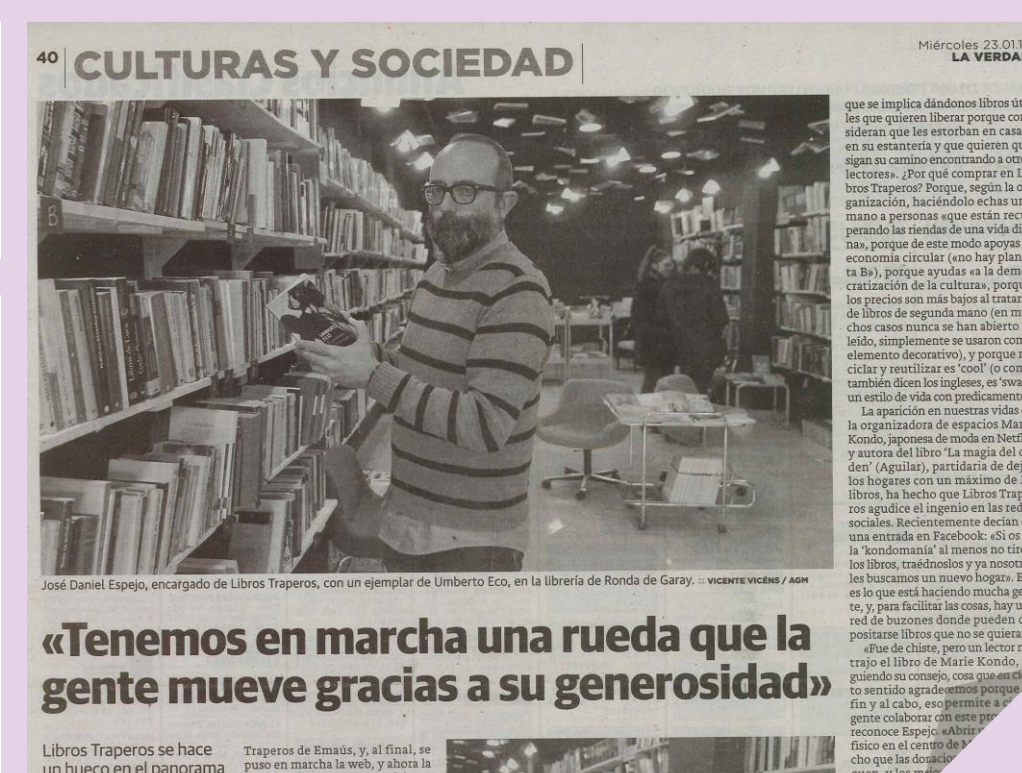 40 CULTURAS Y SOCIEDAD
Miércoles 23.01.1
LA VERDA
B
UMBERTO
ECO
José Daniel Espejo, encargado de Libros Traperos, con un ejemplar de Umberto Eco, en la librería de Ronda de Garay. :: VICENTE VICÉNS / AGM
«Tenemos en marcha una rueda que la
gente mueve gracias a su generosidad»
Libros Traperos se hace
un hueco en el panorama
Traperos de Emaús, y, al final, se
puso en marcha la web, y ahora la
que se implica dándonos libros út
les que quieren liberar porque con
sideran que les estorban en casa
en su estantería y que quieren qu
sigan su camino encontrando a otro
lectores». ¿Por qué comprar en L
bros Traperos? Porque, según la o
ganización, haciéndolo echas un
mano a personas «que están recu
perando las riendas de una vida di
na», porque de este modo apoyas
economía circular («no hay plan
ta B»), porque ayudas «a la demo
cratización de la cultura», porqu
los precios son más bajos al tratar
de libros de segunda mano (en mu
chos casos nunca se han abierto
leído, simplemente se usaron com
elemento decorativo), y porque r
ciclar y reutilizar es 'cool' (o com
también dicen los ingleses, es 'swa
un estilo de vida con predicamento
La aparición en nuestras vidas
la organizadora de espacios Mar
Kondo, japonesa de moda en Netfl
y autora del libro 'La magia del o
den' (Aguilar), partidaria de dej
los hogares con un máximo de
libros, ha hecho que Libros Trap
ros agudice el ingenio en las red
sociales. Recientemente decían
una entrada en Facebook: «Si os
la 'kondomanía' al menos no tire
los libros, traédnoslos y ya nosotr
les buscamos un nuevo hogar». E
es lo que está haciendo mucha ge
te, y, para facilitar las cosas, hay u
red de buzones donde pueden d
positarse libros que no se quiera
«Fue de chiste, pero un lector n
trajo el libro de Marie Kondo,
guiendo su consejo, cosa que en cie
to sentido agradecemos porque
fin y al cabo, eso permite a
gente colaborar con este pro
reconoce Espejo. «Abrir
físico en el centro de M
cho que las donacio